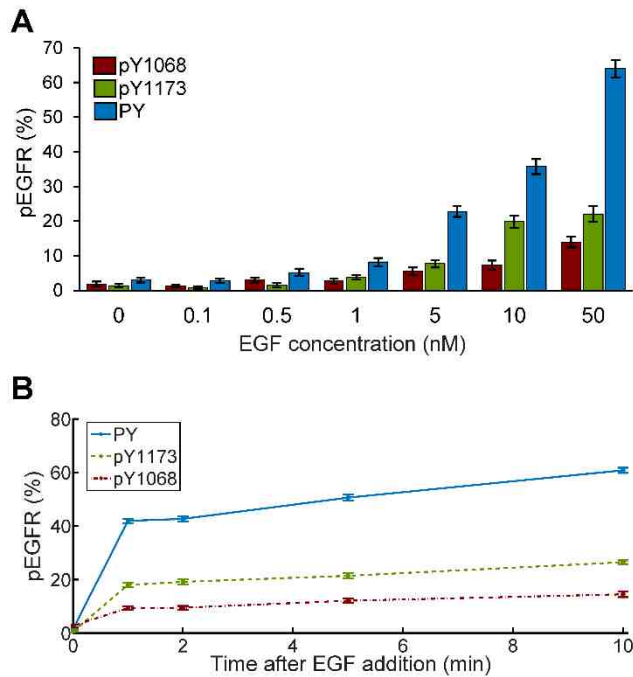 A
pEGFR (%)
70
60
50
40
30
20
10
0
pY1068
pY1173
PY
0 0.1 0.5 1 5 10 50
EGF concentration (nM)
B
pEGFR (%)
80
60
40
20
0
PY
pY1173
pY1068
0 2 4 6 8 10
Time after EGF addition (min)